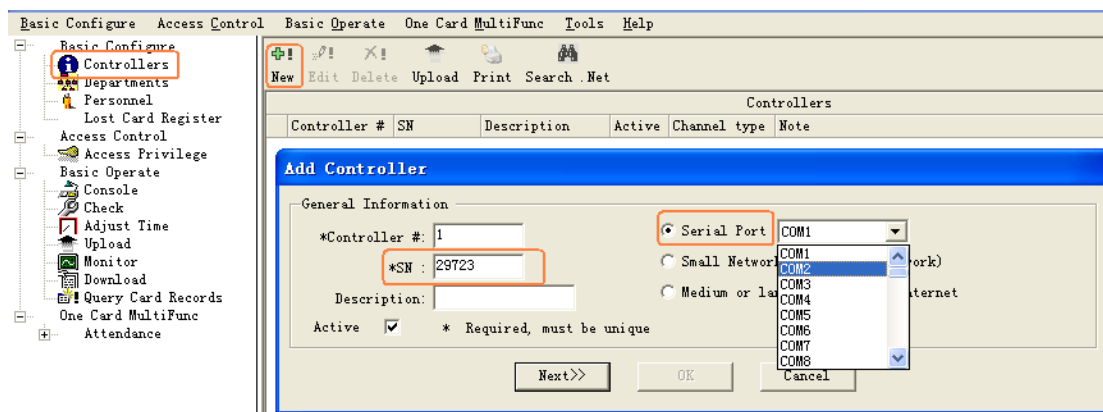 Basic Configure Access Control Basic Operate One Card MultiFunc Tools Help
Basic Configure
Controllers
Departments
Personnel
Lost Card Register
Access Control
Access Privilege
Basic Operate
Console
Check
Adjust Time
Upload
Monitor
Download
Query Card Records
One Card MultiFunc
Attendance
New Edit Delete Upload Print Search .Net
Controllers
Controller # SN Description Active Channel type Note
Add Controller
General Information
*Controller #: 1
*SN : 29723
Description:
Active * Required, must be unique
Serial Port COM1
Small Networ ork)
Medium or la ternet
COM1
COM2
COM3
COM4
COM5
COM6
COM7
COM8
Next>> OK Cancel